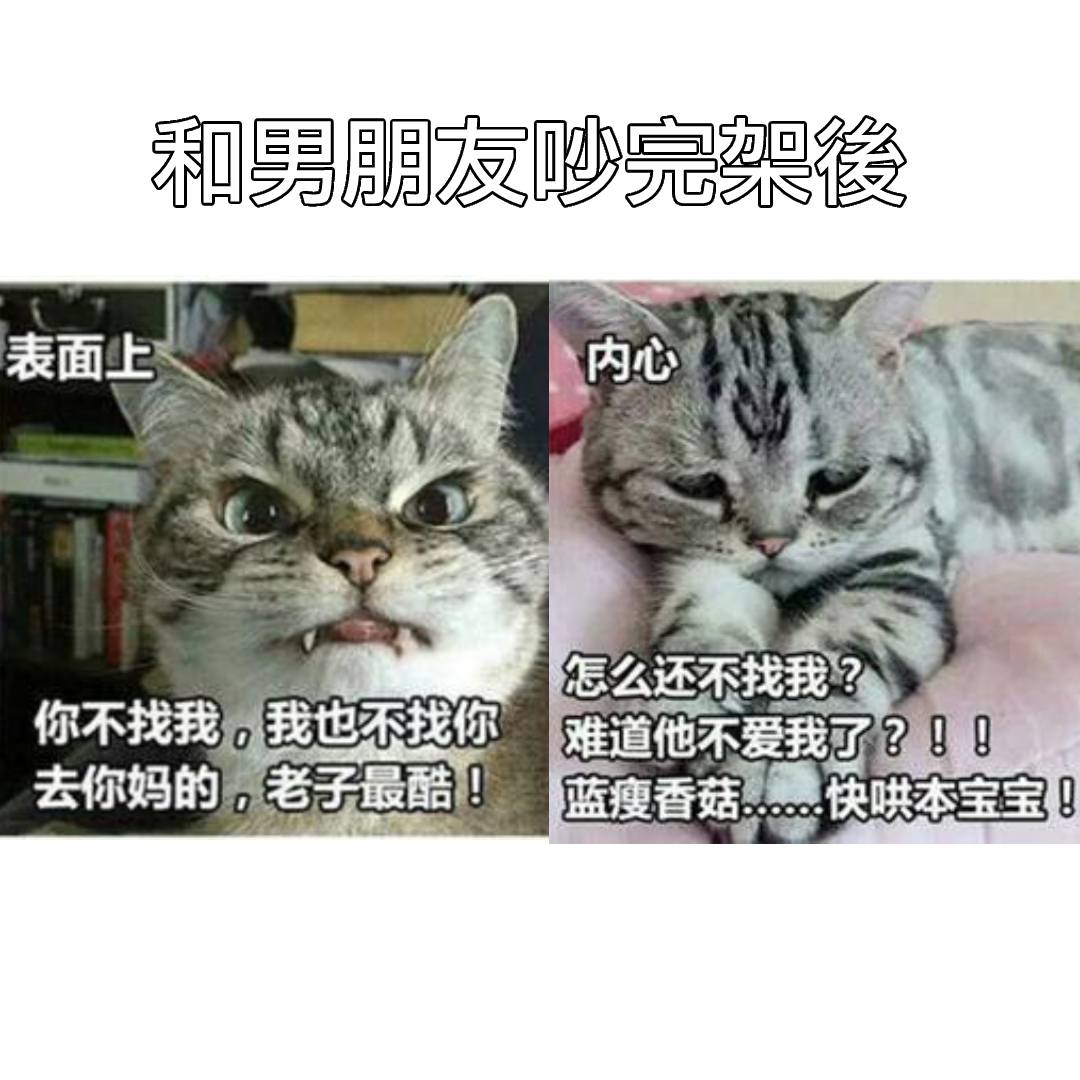 和男朋友吵完架後
表面上
你不找我，我也不找你
去你妈的，老子最酷！
内心
怎么还不找我？
难道他不爱我了？！！
蓝瘦香菇……快哄本宝宝！